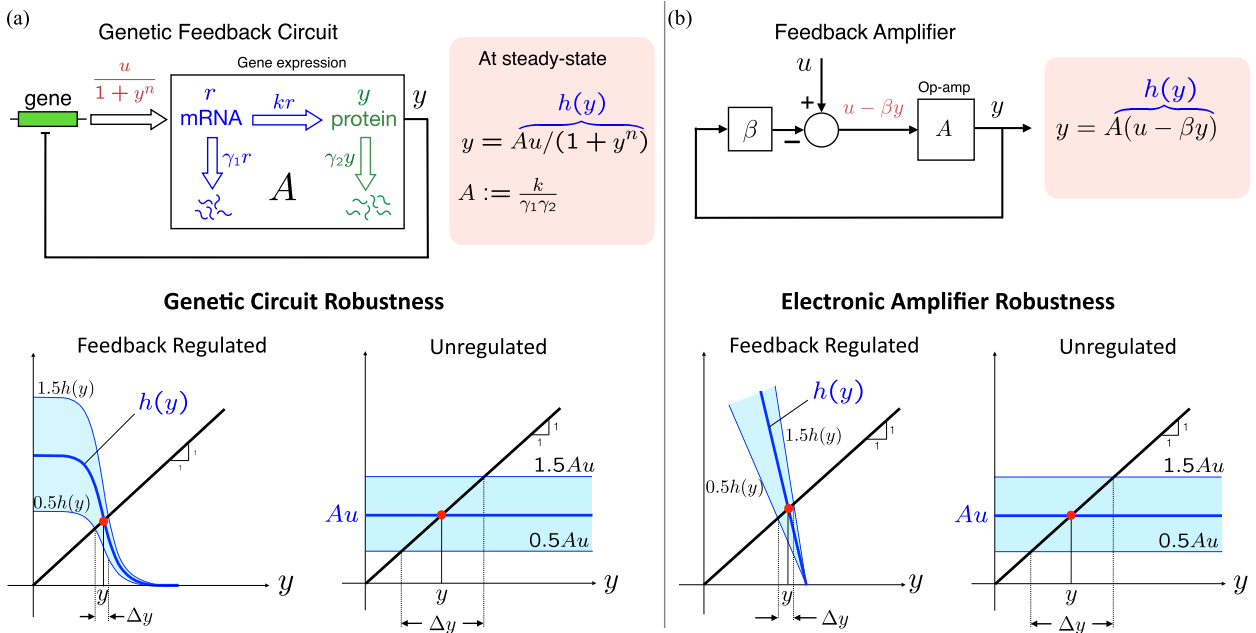 (a)
Genetic Feedback Circuit
gene
u / 1 + yⁿ
Gene expression
r
mRNA
kr
y
protein
γ₁r
γ₂y
A
y
At steady-state
h(y)
y = Au/(1 + yⁿ)
A := k / γ₁γ₂
Genetic Circuit Robustness
Feedback Regulated
1.5h(y)
h(y)
0.5h(y)
1
1
y
y
Δy
Unregulated
1
1
1.5Au
Au
0.5Au
y
y
Δy
(b)
Feedback Amplifier
u
+
β
−
u − βy
Op-amp
A
y
h(y)
y = A(u − βy)
Electronic Amplifier Robustness
Feedback Regulated
h(y)
1.5h(y)
0.5h(y)
1
1
y
y
Δy
Unregulated
1
1
1.5Au
Au
0.5Au
y
y
Δy